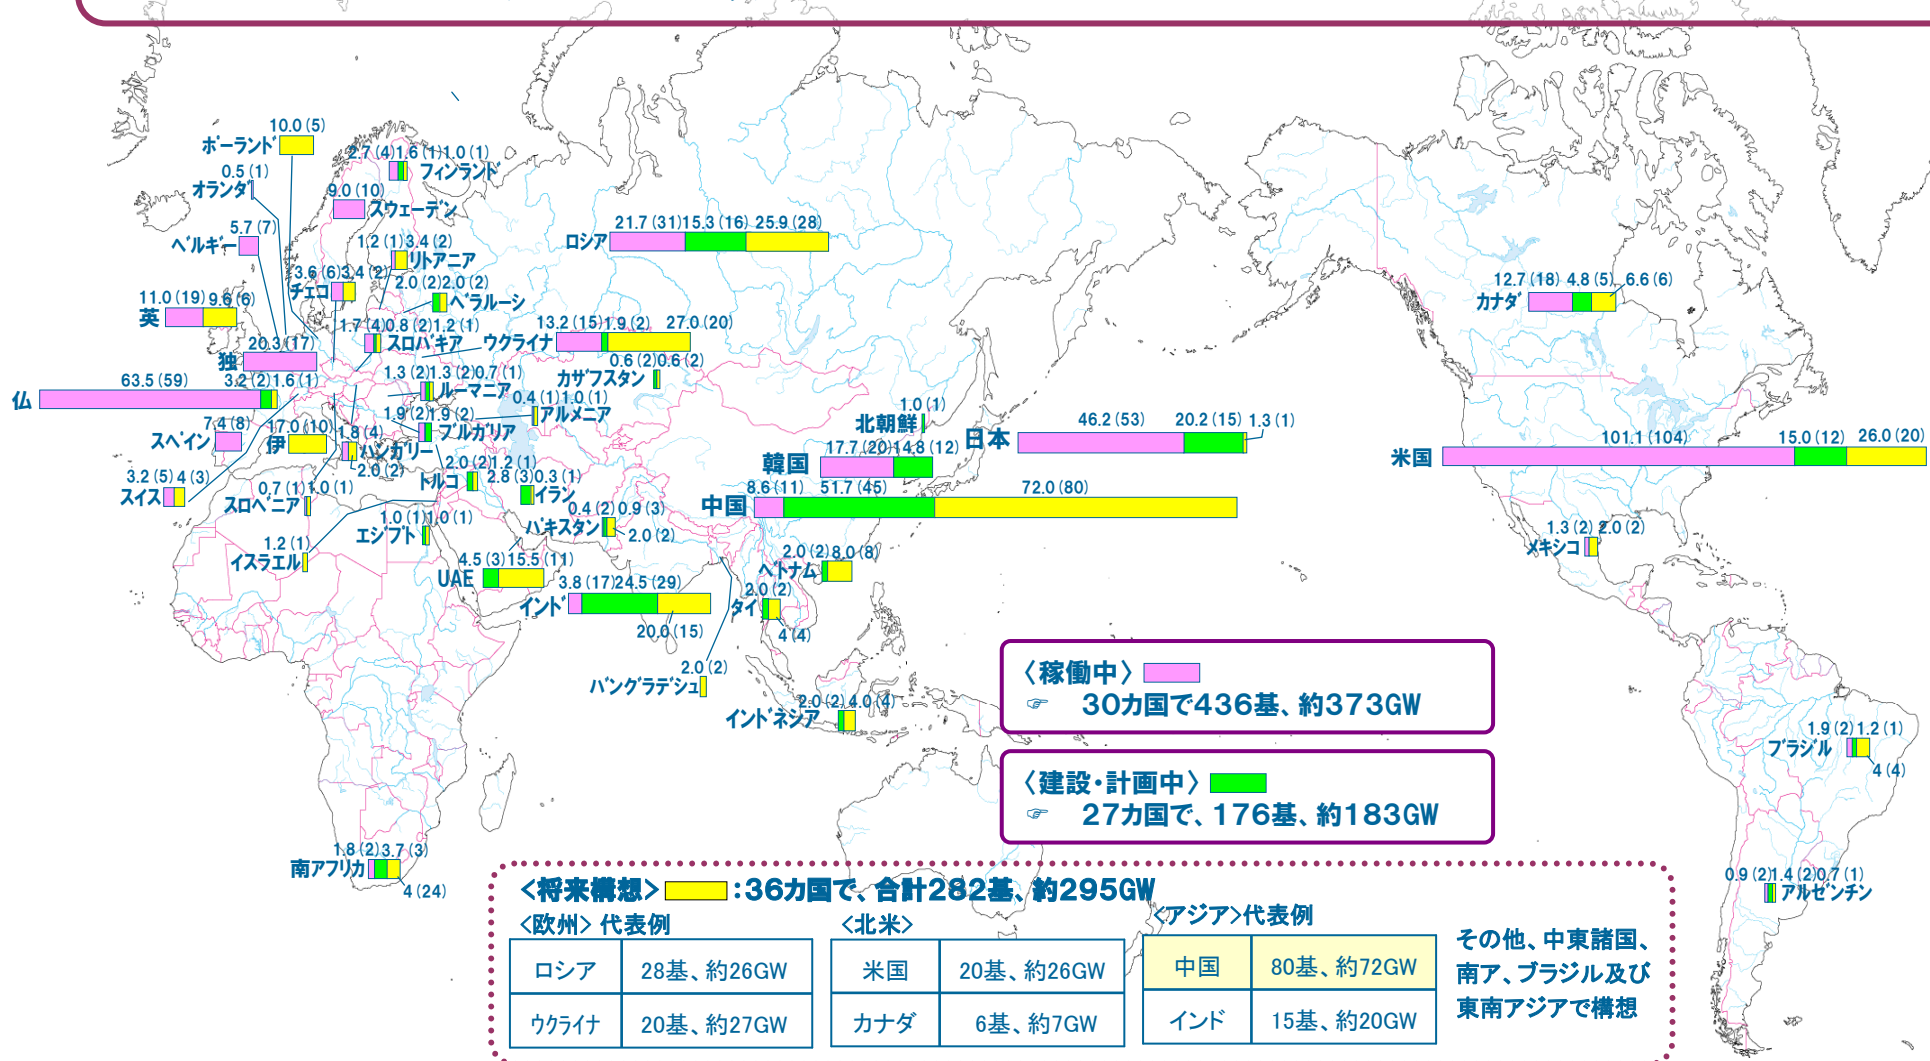 10.0 (5)
ポーランド
0.5 (1)
オランダ
2.7 (4) 1.6 (1) 1.0 (1)
フィンランド
9.0 (10)
スウェーデン
5.7 (7)
ベルギー
21.7 (31) 15.3 (16) 25.9 (28)
ロシア
1.2 (1) 3.4 (2)
リトアニア
3.6 (6) 3.4 (2)
チェコ
2.0 (2) 2.0 (2)
ベラルーシ
11.0 (19) 9.6 (6)
英
12.7 (18) 4.8 (5) 6.6 (6)
カナダ
1.7 (4) 0.8 (2) 1.2 (1)
スロバキア
13.2 (15) 1.9 (2) 27.0 (20)
ウクライナ
20.3 (17)
独
0.6 (2) 0.6 (2)
カザフスタン
63.5 (59) 3.2 (2) 1.6 (1)
仏
1.3 (2) 1.3 (2) 0.7 (1)
ルーマニア
0.4 (1) 1.0 (1)
アルメニア
1.9 (2) 1.9 (2)
ブルガリア
1.0 (1)
北朝鮮
46.2 (53) 20.2 (15) 1.3 (1)
日本
7.4 (8)
スペイン
17.0 (10)
伊
1.8 (4)
ハンガリー
2.0 (2)
17.7 (20) 14.8 (12)
韓国
101.1 (104) 15.0 (12) 26.0 (20)
米国
3.2 (5) 4 (3)
スイス
0.7 (1) 1.0 (1)
スロベニア
2.0 (2) 1.2 (1)
トルコ
2.8 (3) 0.3 (1)
イラン
8.6 (11) 51.7 (45) 72.0 (80)
中国
1.0 (1) 1.0 (1)
エジプト
0.4 (2) 0.9 (3)
パキスタン
2.0 (2)
1.2 (1)
イスラエル
1.3 (2) 2.0 (2)
メキシコ
4.5 (3) 15.5 (11)
UAE
2.0 (2) 8.0 (8)
ベトナム
3.8 (17) 24.5 (29)
インド
20.0 (15)
2.0 (2)
タイ
4 (4)
2.0 (2)
バングラデシュ
2.0 (2) 4.0 (4)
インドネシア
〈稼働中〉
☞ 30カ国で436基、約373GW
1.9 (2) 1.2 (1)
ブラジル
4 (4)
〈建設・計画中〉
☞ 27カ国で、176基、約183GW
1.8 (2) 3.7 (3)
南アフリカ
4 (24)
0.9 (2) 1.4 (2) 0.7 (1)
アルゼンチン
<将来構想> :36カ国で、合計282基、約295GW
<欧州> 代表例
ロシア 28基、約26GW
ウクライナ 20基、約27GW
<北米>
米国 20基、約26GW
カナダ 6基、約7GW
<アジア>代表例
中国 80基、約72GW
インド 15基、約20GW
その他、中東諸国、
南ア、ブラジル及び
東南アジアで構想